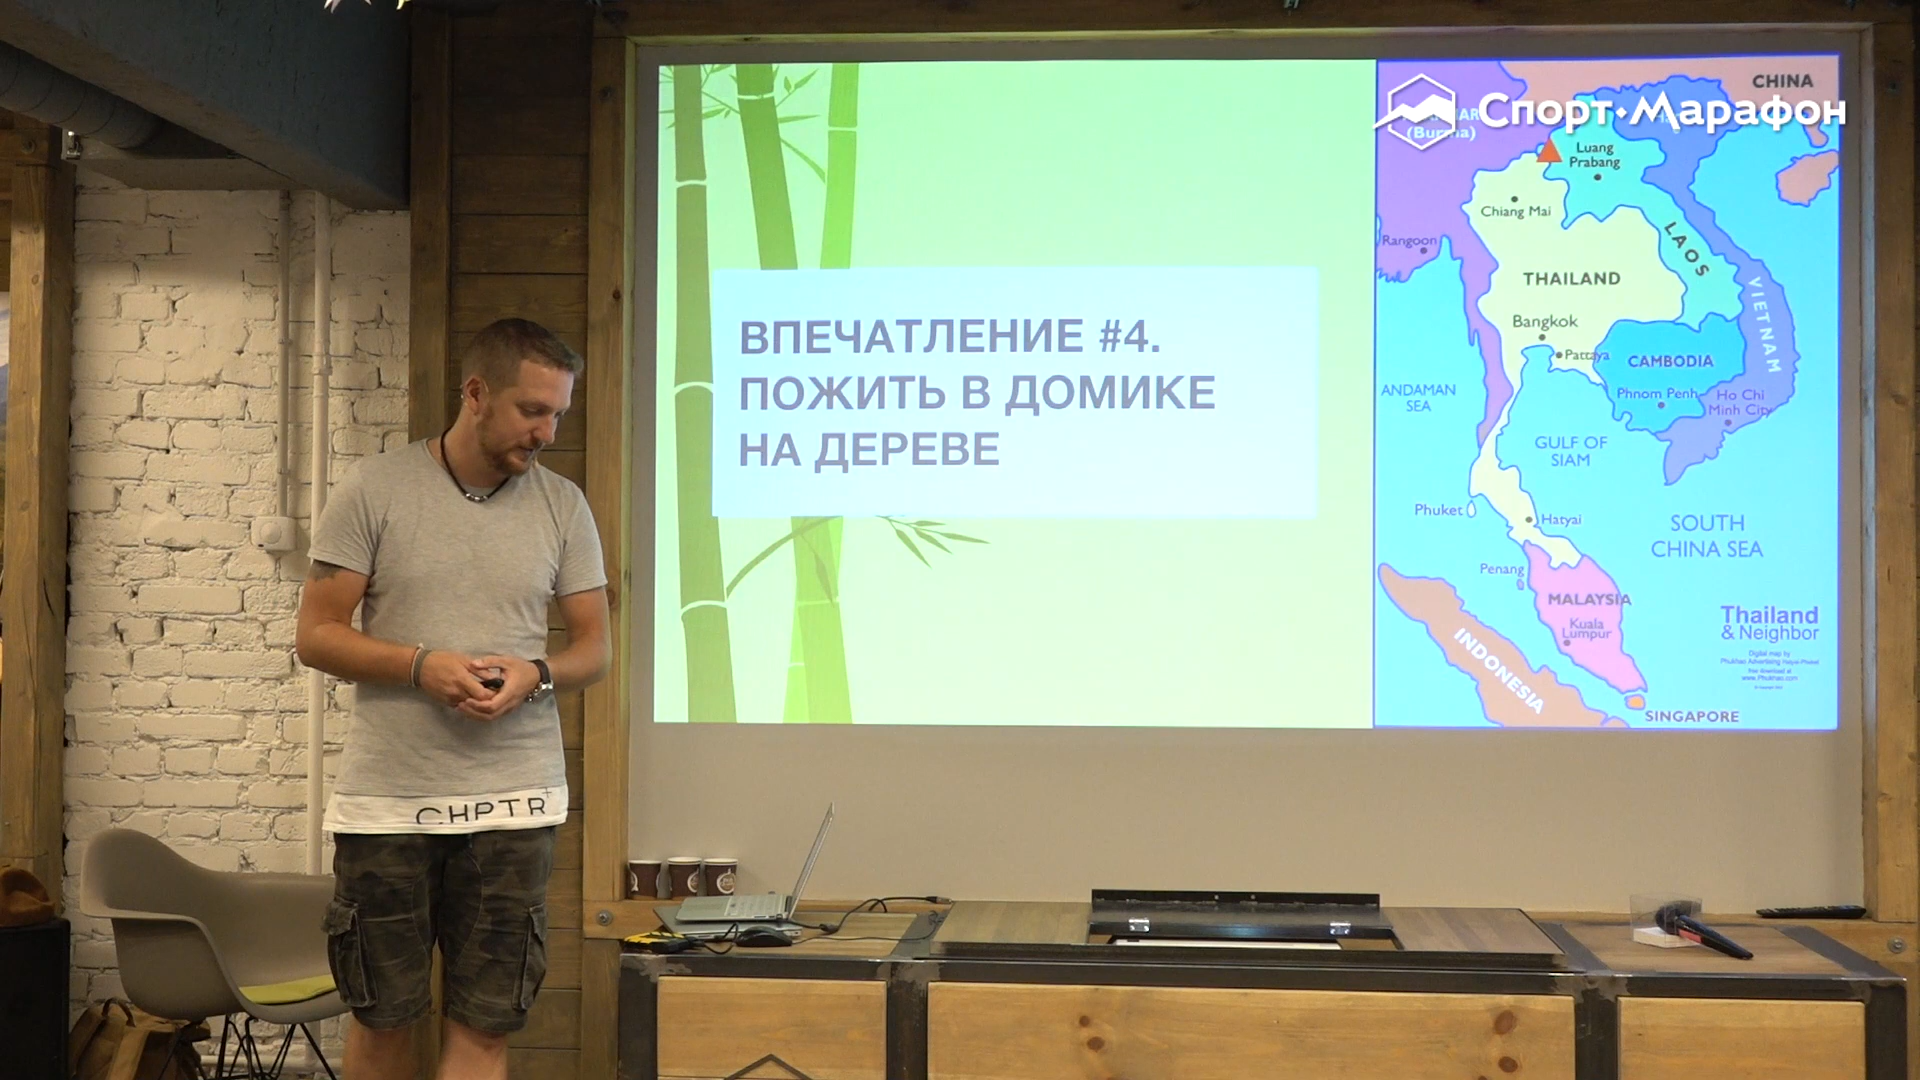 ВПЕЧАТЛЕНИЕ #4.
ПОЖИТЬ В ДОМИКЕ
НА ДЕРЕВЕ
CHINA
Спорт-Марафон
Luang
Prabang
Chiang Mai
Rangoon
LAOS
THAILAND
VIETNAM
Bangkok
Pattaya
CAMBODIA
Phnom Penh
Ho Chi
Minh City
ANDAMAN
SEA
GULF OF
SIAM
Phuket
Hatyai
SOUTH
CHINA SEA
Penang
MALAYSIA
Kuala
Lumpur
INDONESIA
SINGAPORE
Thailand
& Neighbor
CHPTR+